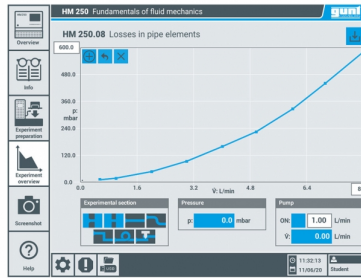 HM 250 Fundamentals of fluid mechanics
gunt
HM 250.08 Losses in pipe elements
Overview
Info
Experiment preparation
Experiment overview
Screenshot
Help
600.0
480.0
360.0
p:
mbar
240.0
120.0
0.0
0.0 1.6 3.2 4.8 6.4 8
V̇: L/min
Experimental section
Pressure
p: 0.0 mbar
Pump
ON: 1.00 L/min
V̇: 0.00 L/min
11:32:13
11/06/20
Student